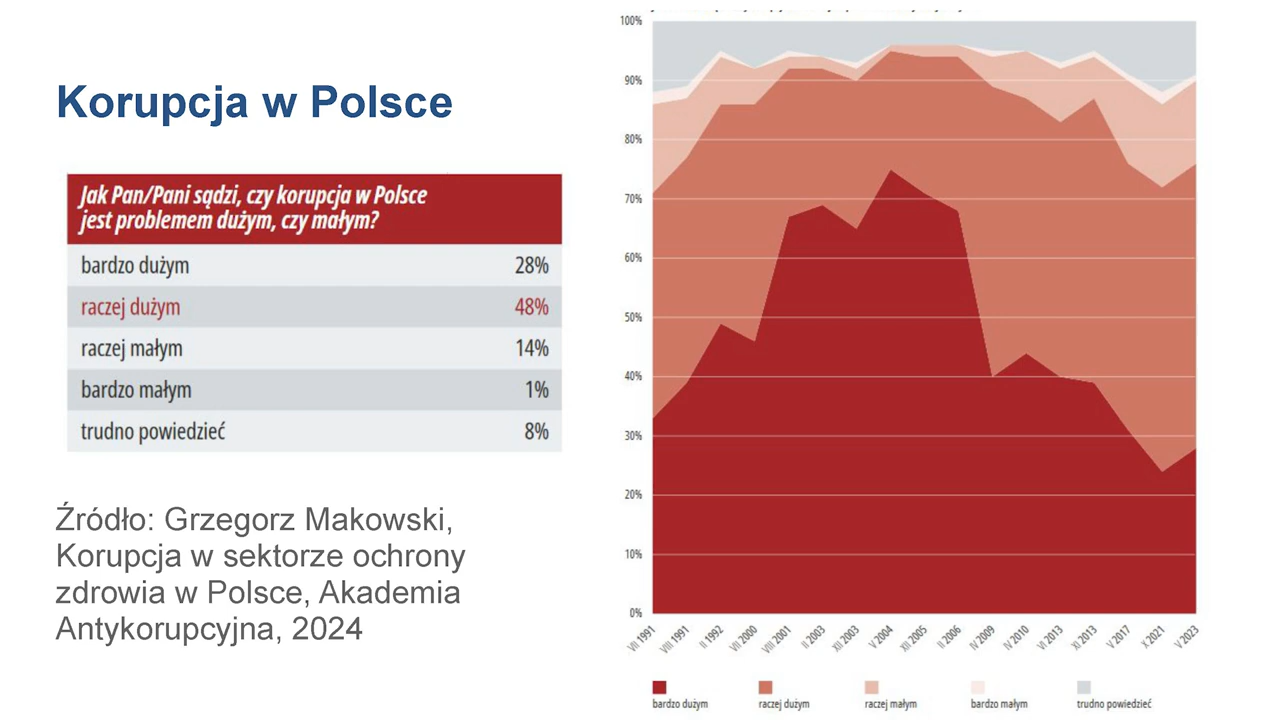 Korupcja w Polsce
Jak Pan/Pani sądzi, czy korupcja w Polsce
jest problemem dużym, czy małym?
bardzo dużym 28%
raczej dużym 48%
raczej małym 14%
bardzo małym 1%
trudno powiedzieć 8%
Źródło: Grzegorz Makowski,
Korupcja w sektorze ochrony
zdrowia w Polsce, Akademia
Antykorupcyjna, 2024
100%
90%
80%
70%
60%
50%
40%
30%
20%
10%
0%
VII 1991
VIII 1991
II 1992
VII 2000
VIII 2001
II 2003
XII 2003
V 2004
XII 2005
II 2006
IV 2009
IV 2010
VI 2013
XI 2013
V 2017
X 2021
V 2023
bardzo dużym
raczej dużym
raczej małym
bardzo małym
trudno powiedzieć